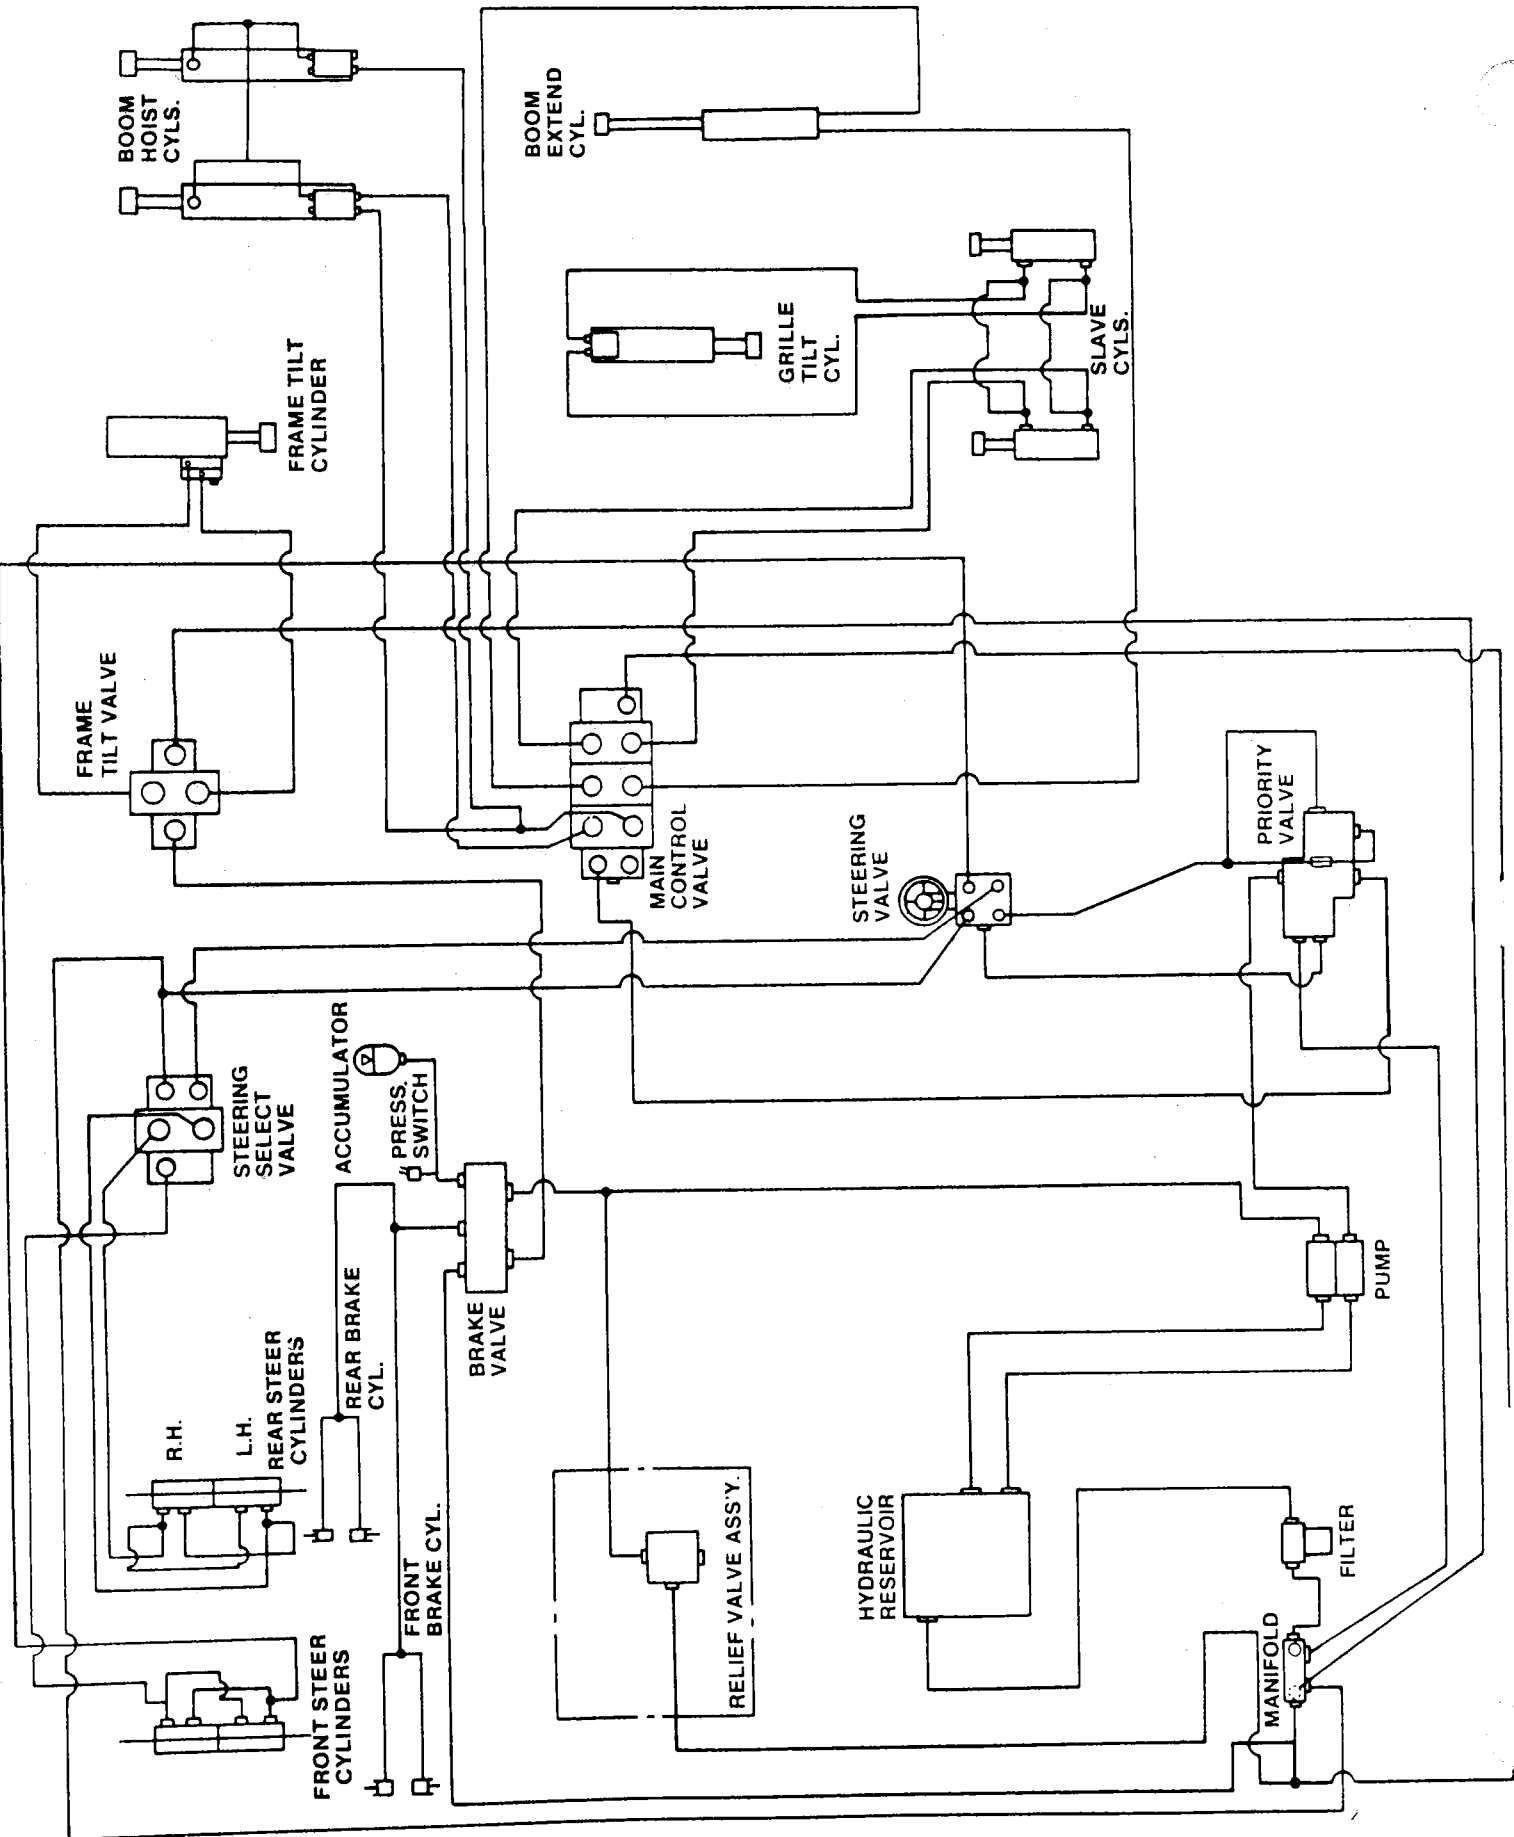 BOOM
HOIST
CYLS.
BOOM
EXTEND
CYL.
GRILLE
TILT
CYL.
SLAVE
CYLS.
FRAME TILT
CYLINDER
FRAME
TILT VALVE
MAIN
CONTROL
VALVE
STEERING
VALVE
PRIORITY
VALVE
STEERING
SELECT
VALVE
ACCUMULATOR
PRESS.
SWITCH
BRAKE
VALVE
PUMP
REAR BRAKE
CYL.
R.H.
L.H.
REAR STEER
CYLINDERS
FRONT
BRAKE CYL.
RELIEF VALVE ASS'Y.
HYDRAULIC
RESERVOIR
FILTER
MANIFOLD
FRONT STEER
CYLINDERS